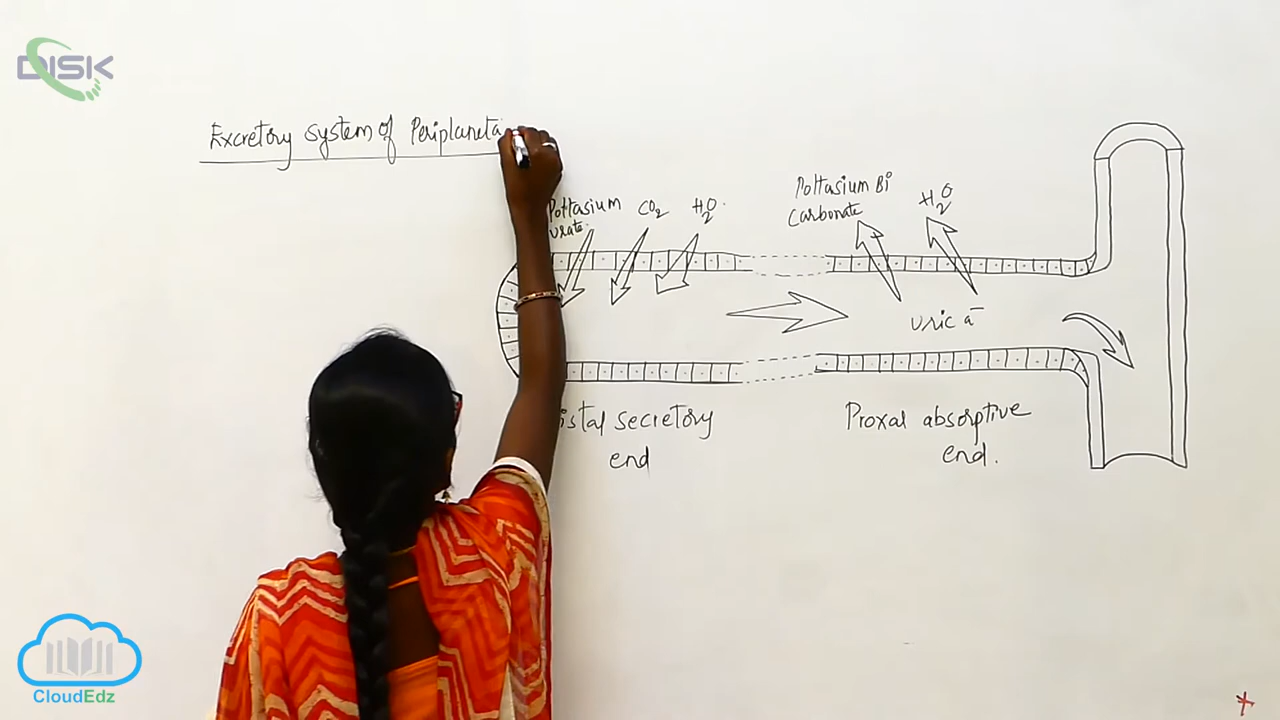 DISK
Excretory system of Periplaneta
Pottasium
urate
CO2
H2O
Pottasium Bi
Carbonate
H2O
uric a
istal secretory
end
Proxal absorptive
end.
CloudEdz